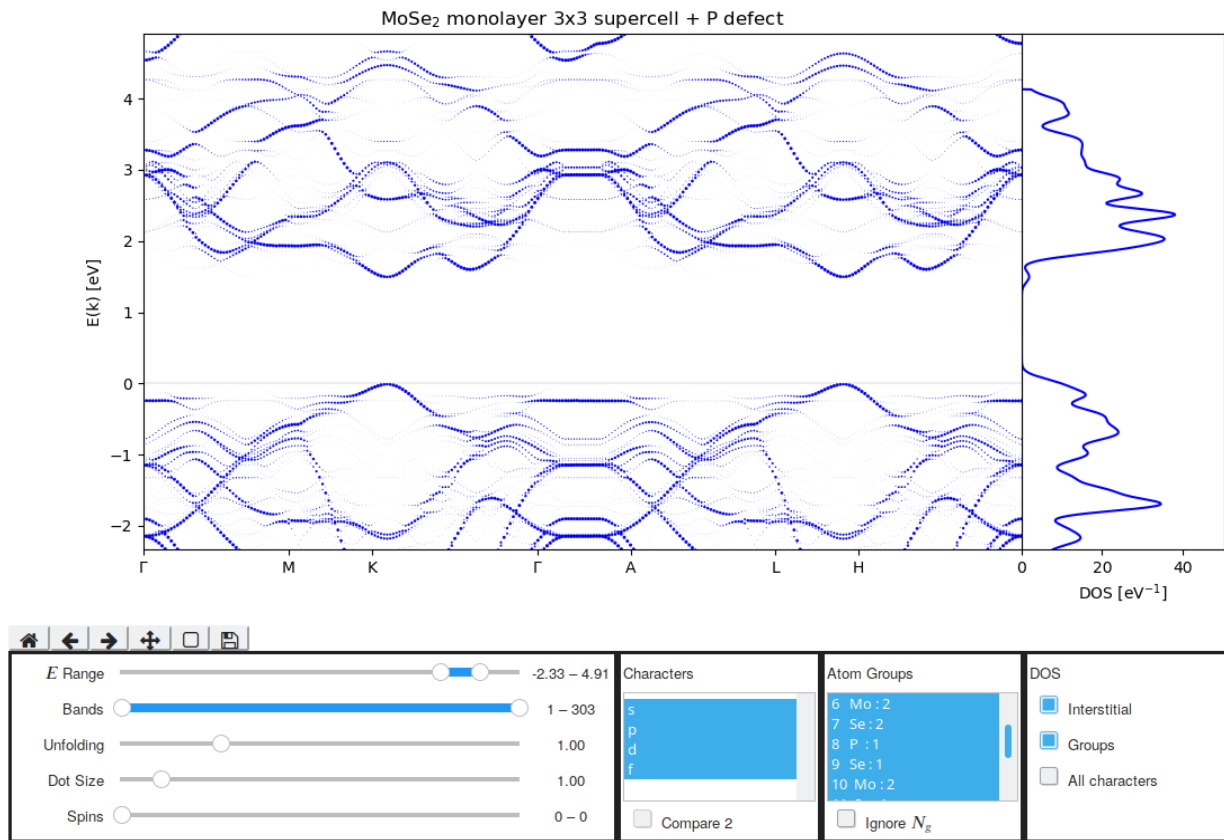 MoSe₂ monolayer 3x3 supercell + P defect
E(k) [eV]
4
3
2
1
0
−1
−2
Γ M K Γ A L H 0 20 40
DOS [eV⁻¹]
E Range -2.33 – 4.91
Bands 1 – 303
Unfolding 1.00
Dot Size 1.00
Spins 0 – 0
Characters
s
p
d
f
Compare 2
Atom Groups
6 Mo : 2
7 Se : 2
8 P : 1
9 Se : 1
10 Mo : 2
Ignore N_g
DOS
Interstitial
Groups
All characters